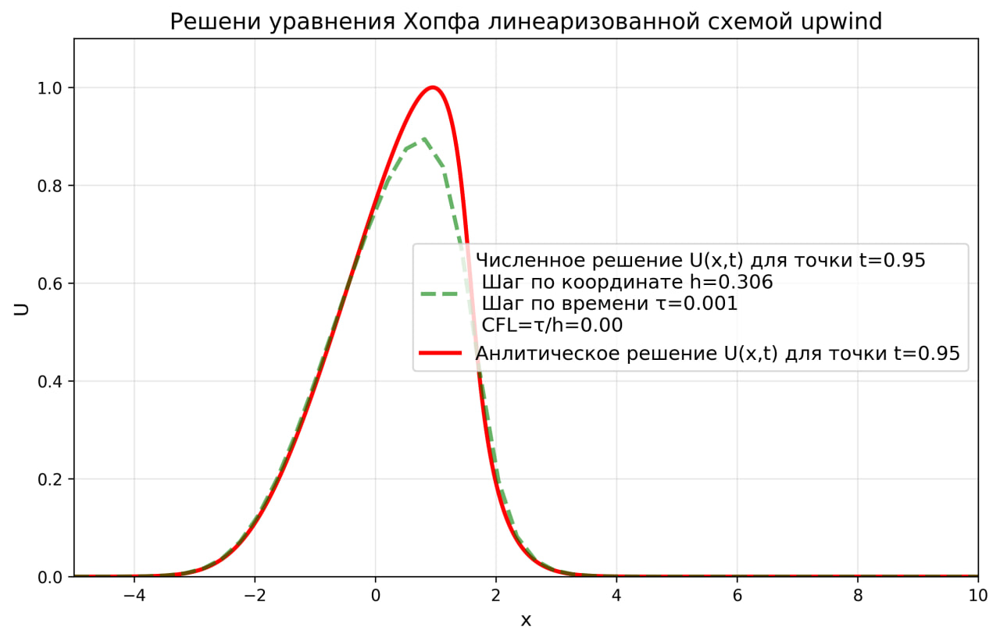 Решени уравнения Хопфа линеаризованной схемой upwind
1.0
0.8
0.6
0.4
0.2
0.0
U
Численное решение U(x,t) для точки t=0.95
Шаг по координате h=0.306
Шаг по времени τ=0.001
CFL=τ/h=0.00
Анлитическое решение U(x,t) для точки t=0.95
−4 −2 0 2 4 6 8 10
x